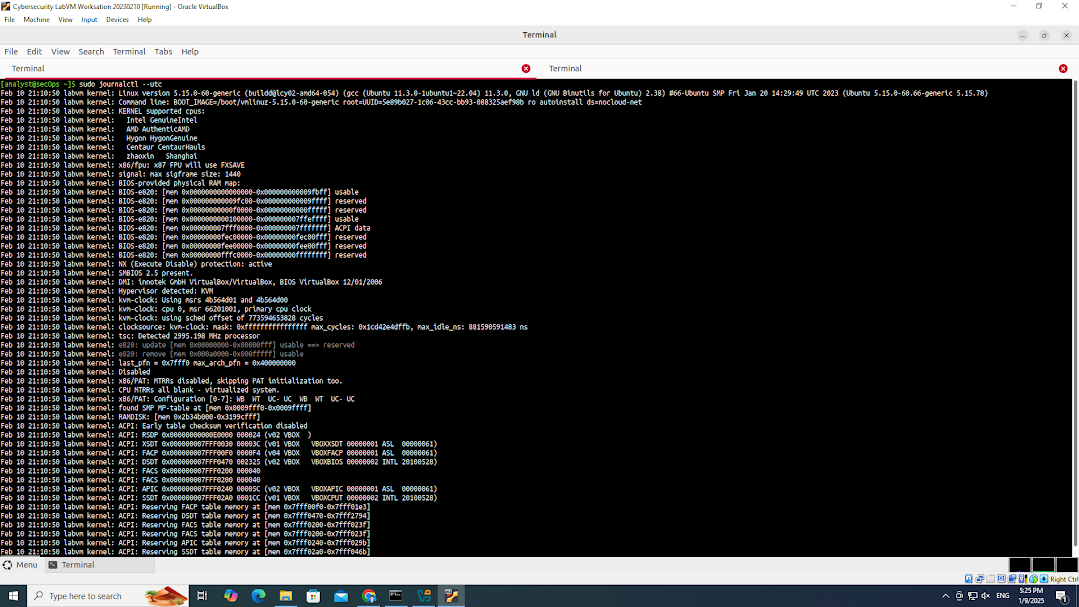 Cybersecurity LabVM Worksation 20230210 [Running] - Oracle VirtualBox
File Machine View Input Devices Help
Terminal
File Edit View Search Terminal Tabs Help
Terminal Terminal
[analyst@secOps ~]$ sudo journalctl --utc
Feb 10 21:10:50 labvm kernel: Linux version 5.15.0-60-generic (buildd@lcy02-amd64-054) (gcc (Ubuntu 11.3.0-1ubuntu1~22.04) 11.3.0, GNU ld (GNU Binutils for Ubuntu) 2.38) #66-Ubuntu SMP Fri Jan 20 14:29:49 UTC 2023 (Ubuntu 5.15.0-60.66-generic 5.15.78)
Feb 10 21:10:50 labvm kernel: Command line: BOOT_IMAGE=/boot/vmlinuz-5.15.0-60-generic root=UUID=5e89b027-1c06-43cc-bb93-088325aef98b ro autoinstall ds=nocloud-net
Feb 10 21:10:50 labvm kernel: KERNEL supported cpus:
Feb 10 21:10:50 labvm kernel:   Intel GenuineIntel
Feb 10 21:10:50 labvm kernel:   AMD AuthenticAMD
Feb 10 21:10:50 labvm kernel:   Hygon HygonGenuine
Feb 10 21:10:50 labvm kernel:   Centaur CentaurHauls
Feb 10 21:10:50 labvm kernel:   zhaoxin   Shanghai
Feb 10 21:10:50 labvm kernel: x86/fpu: x87 FPU will use FXSAVE
Feb 10 21:10:50 labvm kernel: signal: max sigframe size: 1440
Feb 10 21:10:50 labvm kernel: BIOS-provided physical RAM map:
Feb 10 21:10:50 labvm kernel: BIOS-e820: [mem 0x0000000000000000-0x000000000009fbff] usable
Feb 10 21:10:50 labvm kernel: BIOS-e820: [mem 0x000000000009fc00-0x000000000009ffff] reserved
Feb 10 21:10:50 labvm kernel: BIOS-e820: [mem 0x00000000000f0000-0x00000000000fffff] reserved
Feb 10 21:10:50 labvm kernel: BIOS-e820: [mem 0x0000000000100000-0x000000007ffeffff] usable
Feb 10 21:10:50 labvm kernel: BIOS-e820: [mem 0x000000007fff0000-0x000000007fffffff] ACPI data
Feb 10 21:10:50 labvm kernel: BIOS-e820: [mem 0x00000000fec00000-0x00000000fec00fff] reserved
Feb 10 21:10:50 labvm kernel: BIOS-e820: [mem 0x00000000fee00000-0x00000000fee00fff] reserved
Feb 10 21:10:50 labvm kernel: BIOS-e820: [mem 0x00000000fffc0000-0x00000000ffffffff] reserved
Feb 10 21:10:50 labvm kernel: NX (Execute Disable) protection: active
Feb 10 21:10:50 labvm kernel: SMBIOS 2.5 present.
Feb 10 21:10:50 labvm kernel: DMI: innotek GmbH VirtualBox/VirtualBox, BIOS VirtualBox 12/01/2006
Feb 10 21:10:50 labvm kernel: Hypervisor detected: KVM
Feb 10 21:10:50 labvm kernel: kvm-clock: Using msrs 4b564d01 and 4b564d00
Feb 10 21:10:50 labvm kernel: kvm-clock: cpu 0, msr 66201001, primary cpu clock
Feb 10 21:10:50 labvm kernel: kvm-clock: using sched offset of 773594653828 cycles
Feb 10 21:10:50 labvm kernel: clocksource: kvm-clock: mask: 0xffffffffffffffff max_cycles: 0x1cd42e4dffb, max_idle_ns: 881590591483 ns
Feb 10 21:10:50 labvm kernel: tsc: Detected 2995.198 MHz processor
Feb 10 21:10:50 labvm kernel: e820: update [mem 0x00000000-0x00000fff] usable ==> reserved
Feb 10 21:10:50 labvm kernel: e820: remove [mem 0x000a0000-0x000fffff] usable
Feb 10 21:10:50 labvm kernel: last_pfn = 0x7fff0 max_arch_pfn = 0x400000000
Feb 10 21:10:50 labvm kernel: Disabled
Feb 10 21:10:50 labvm kernel: x86/PAT: MTRRs disabled, skipping PAT initialization too.
Feb 10 21:10:50 labvm kernel: CPU MTRRs all blank - virtualized system.
Feb 10 21:10:50 labvm kernel: x86/PAT: Configuration [0-7]: WB  WT  UC- UC  WB  WT  UC- UC
Feb 10 21:10:50 labvm kernel: found SMP MP-table at [mem 0x0009fff0-0x0009ffff]
Feb 10 21:10:50 labvm kernel: RAMDISK: [mem 0x2b34b000-0x3199cfff]
Feb 10 21:10:50 labvm kernel: ACPI: Early table checksum verification disabled
Feb 10 21:10:50 labvm kernel: ACPI: RSDP 0x00000000000E0000 000024 (v02 VBOX  )
Feb 10 21:10:50 labvm kernel: ACPI: XSDT 0x000000007FFF0030 00003C (v01 VBOX   VBOXXSDT 00000001 ASL  00000061)
Feb 10 21:10:50 labvm kernel: ACPI: FACP 0x000000007FFF00F0 0000F4 (v04 VBOX   VBOXFACP 00000001 ASL  00000061)
Feb 10 21:10:50 labvm kernel: ACPI: DSDT 0x000000007FFF0470 002325 (v02 VBOX   VBOXBIOS 00000002 INTL 20100528)
Feb 10 21:10:50 labvm kernel: ACPI: FACS 0x000000007FFF0200 000040
Feb 10 21:10:50 labvm kernel: ACPI: FACS 0x000000007FFF0200 000040
Feb 10 21:10:50 labvm kernel: ACPI: APIC 0x000000007FFF0240 00005C (v02 VBOX   VBOXAPIC 00000001 ASL  00000061)
Feb 10 21:10:50 labvm kernel: ACPI: SSDT 0x000000007FFF02A0 0001CC (v01 VBOX   VBOXCPUT 00000002 INTL 20100528)
Feb 10 21:10:50 labvm kernel: ACPI: Reserving FACP table memory at [mem 0x7fff00f0-0x7fff01e3]
Feb 10 21:10:50 labvm kernel: ACPI: Reserving DSDT table memory at [mem 0x7fff0470-0x7fff2794]
Feb 10 21:10:50 labvm kernel: ACPI: Reserving FACS table memory at [mem 0x7fff0200-0x7fff023f]
Feb 10 21:10:50 labvm kernel: ACPI: Reserving FACS table memory at [mem 0x7fff0200-0x7fff023f]
Feb 10 21:10:50 labvm kernel: ACPI: Reserving APIC table memory at [mem 0x7fff0240-0x7fff029b]
Feb 10 21:10:50 labvm kernel: ACPI: Reserving SSDT table memory at [mem 0x7fff02a0-0x7fff046b]
Menu Terminal
Right Ctrl
Type here to search
ENG
5:25 PM
1/9/2025